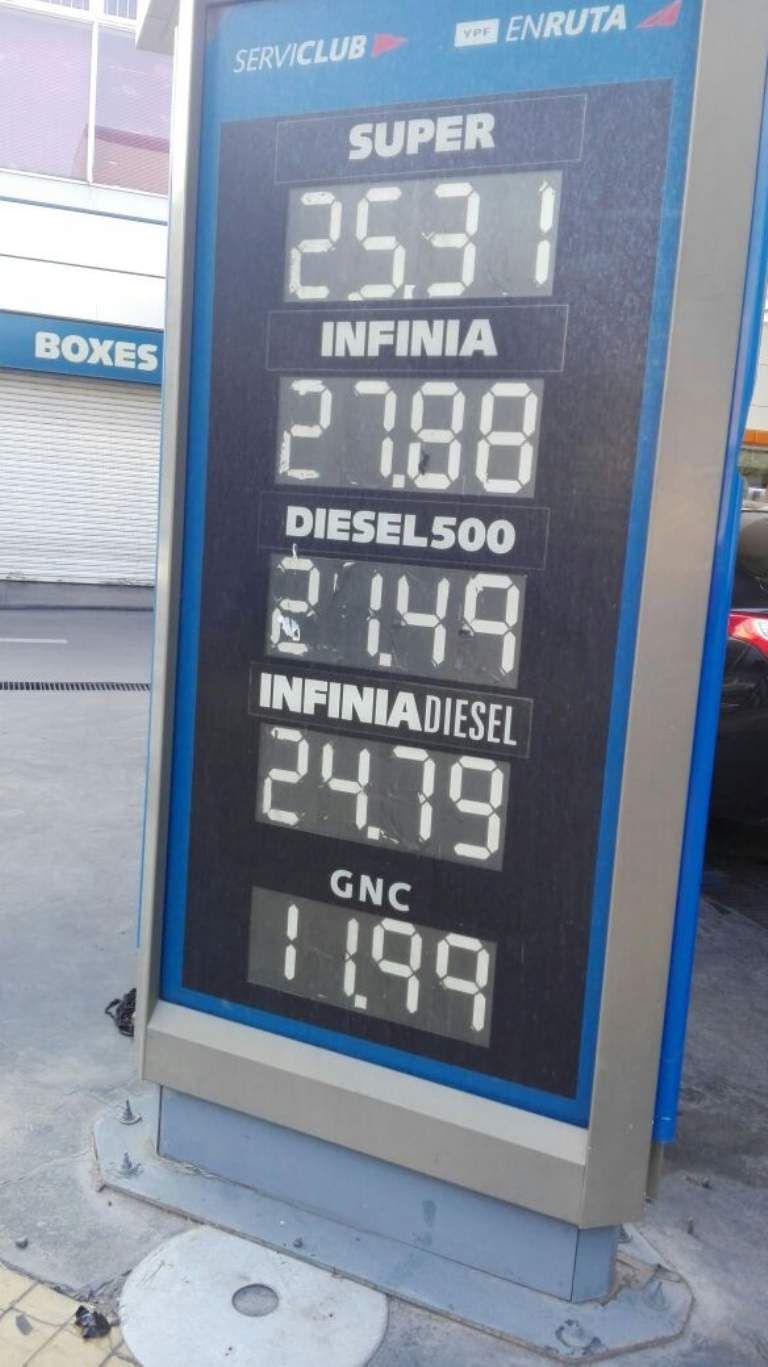 SERVICLUB YPF ENRUTA
SUPER
25.31
BOXES
INFINIA
27.88
DIESEL500
21.49
INFINIADIESEL
24.79
GNC
11.99